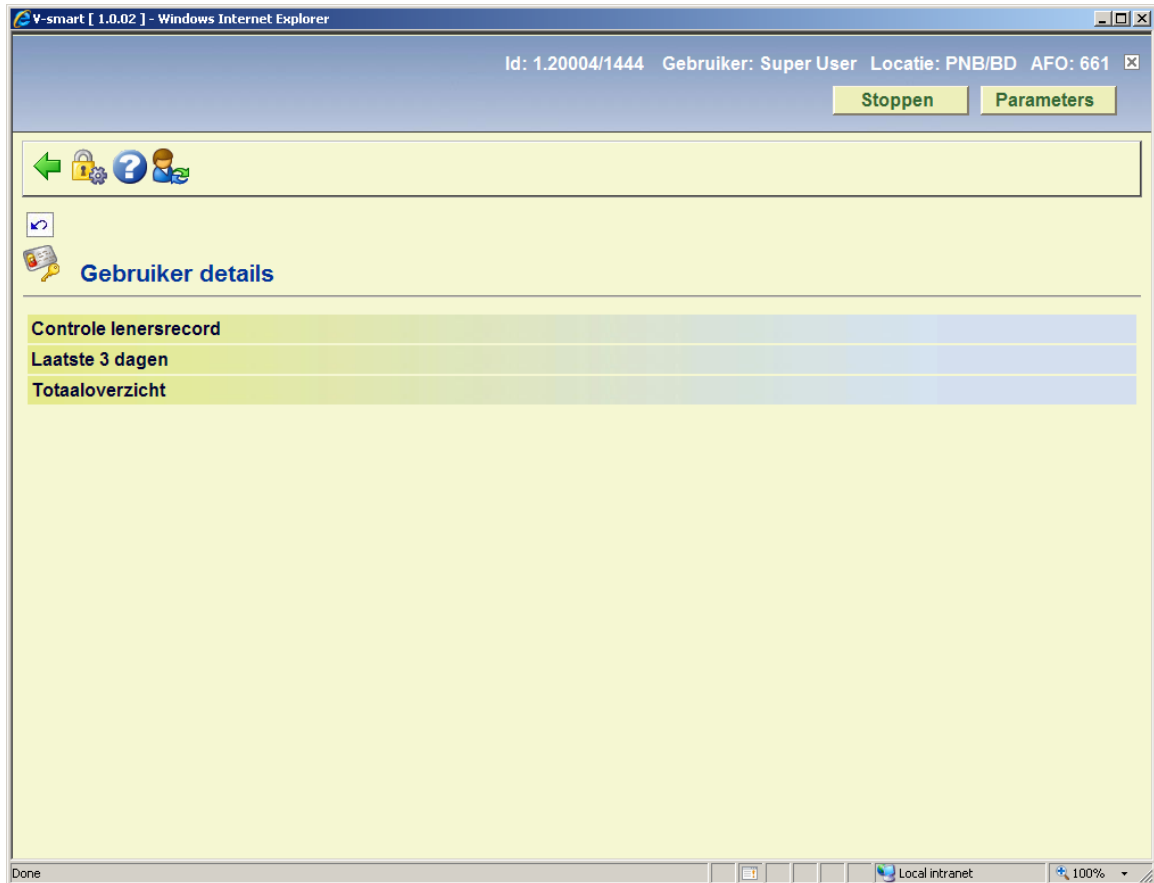 V-smart [ 1.0.02 ] - Windows Internet Explorer
Id: 1.20004/1444 Gebruiker: Super User Locatie: PNB/BD AFO: 661
Stoppen Parameters
Gebruiker details
Controle lenersrecord
Laatste 3 dagen
Totaaloverzicht
Done Local intranet 100%